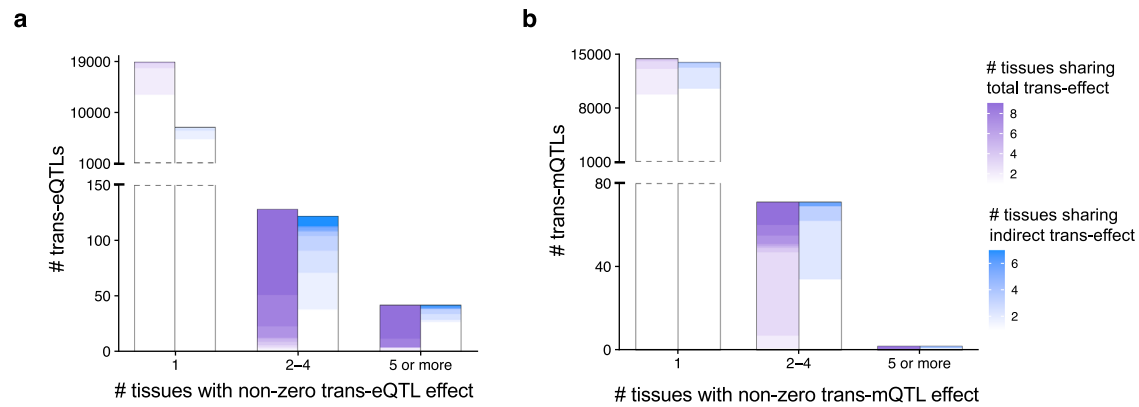 a
# trans-eQTLs
19000
10000
1000
150
100
50
0
1
2–4
5 or more
# tissues with non-zero trans-eQTL effect
b
# trans-mQTLs
15000
8000
1000
80
40
0
1
2–4
5 or more
# tissues with non-zero trans-mQTL effect
# tissues sharing
total trans-effect
8
6
4
2
# tissues sharing
indirect trans-effect
6
4
2